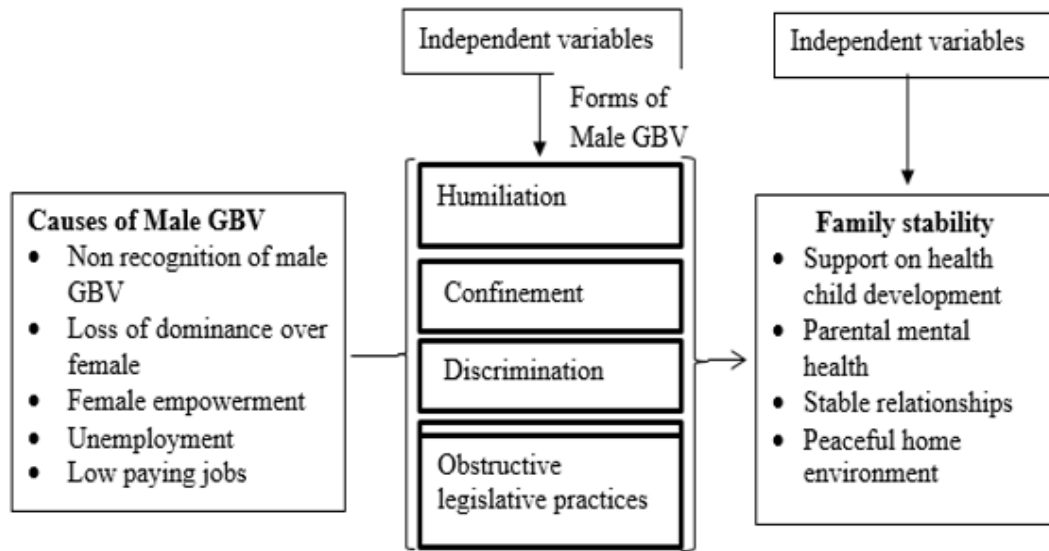 Independent variables
Independent variables
Forms of
Male GBV
Causes of Male GBV
• Non recognition of male
GBV
• Loss of dominance over
female
• Female empowerment
• Unemployment
• Low paying jobs
Humiliation
Confinement
Discrimination
Obstructive
legislative practices
Family stability
• Support on health
child development
• Parental mental
health
• Stable relationships
• Peaceful home
environment